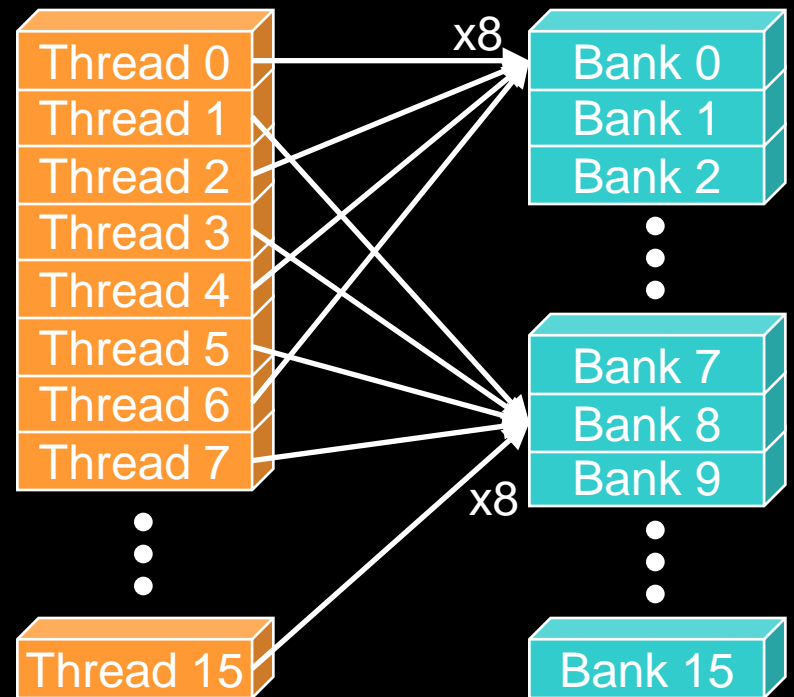 x8
Thread 0
Thread 1
Thread 2
Thread 3
Thread 4
Thread 5
Thread 6
Thread 7
Thread 15
Bank 0
Bank 1
Bank 2
Bank 7
Bank 8
Bank 9
x8
Bank 15